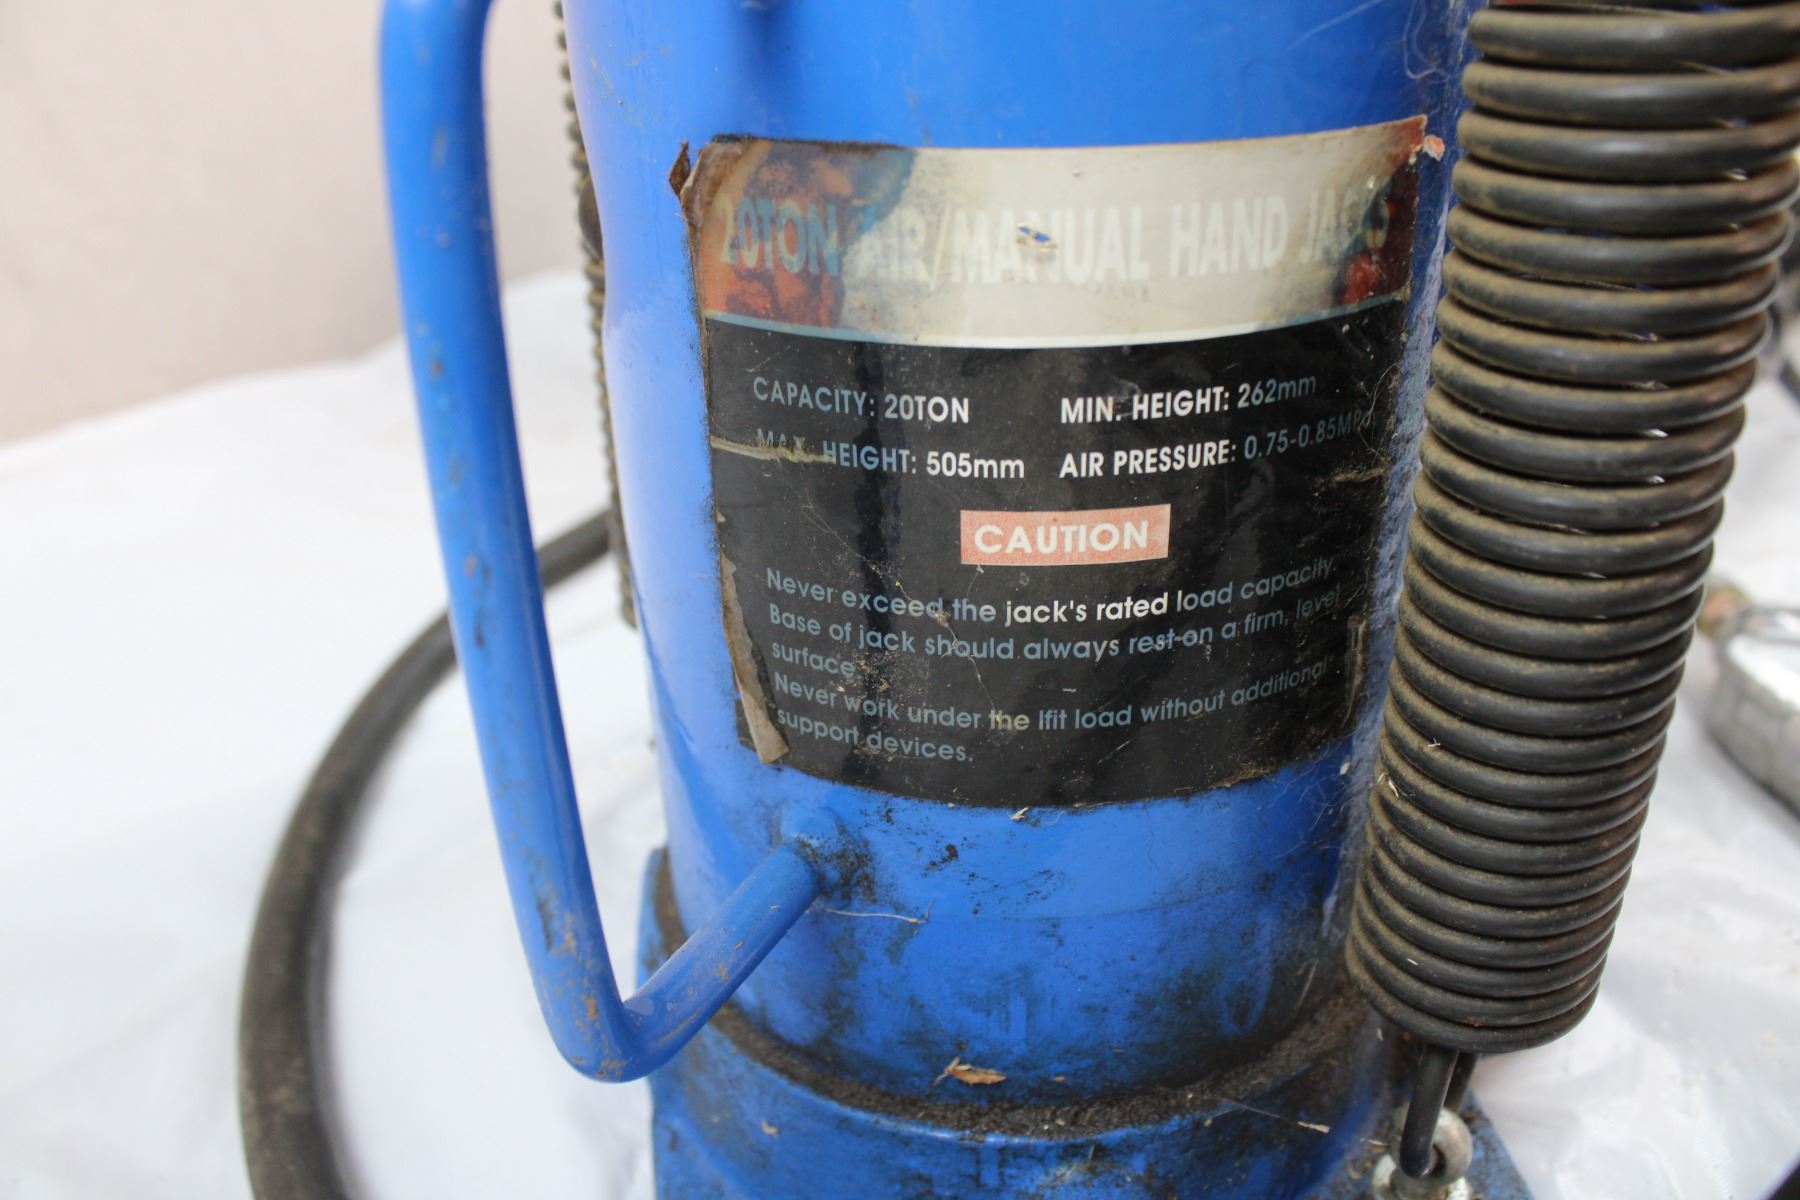 20TON AIR/MANUAL HAND JACKS
CAPACITY: 20TON MIN. HEIGHT: 262mm
MAX. HEIGHT: 505mm AIR PRESSURE: 0.75-0.85MPa
CAUTION
Never exceed the jack's rated load capacity.
Base of jack should always rest on a firm, level
surface.
Never work under the lfit load without additional
support devices.